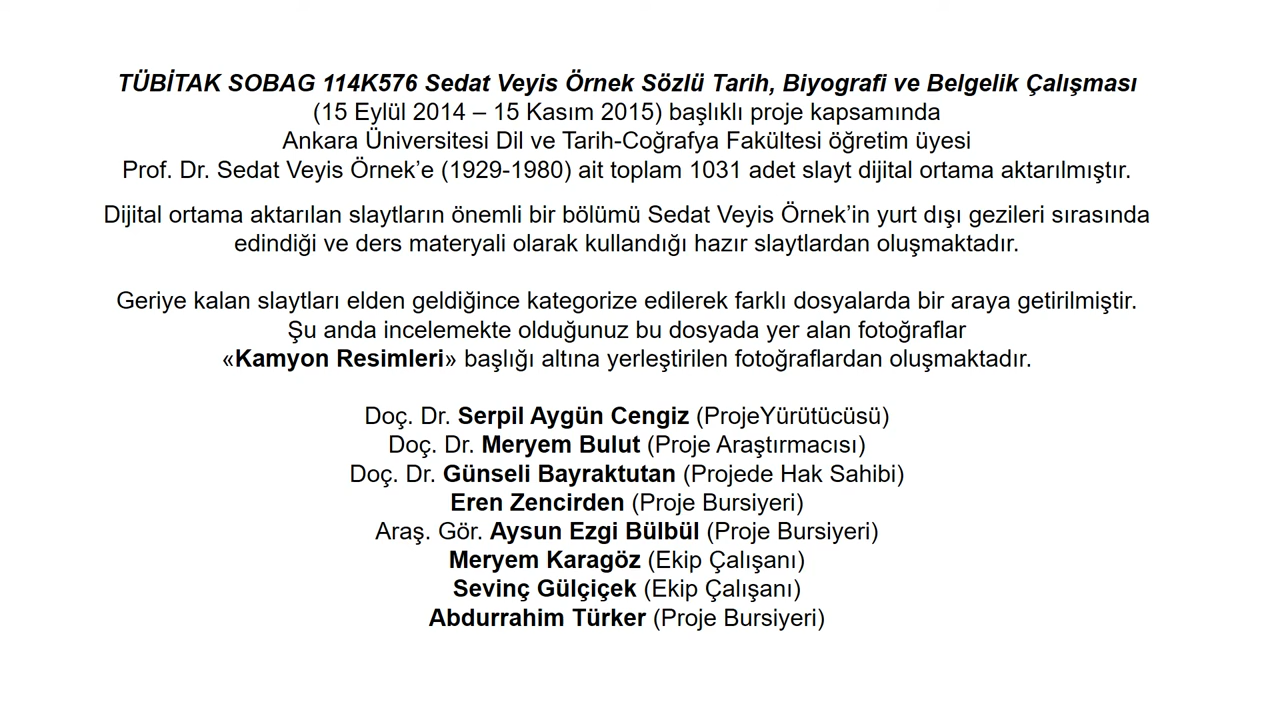 TÜBİTAK SOBAG 114K576 Sedat Veyis Örnek Sözlü Tarih, Biyografi ve Belgelik Çalışması
(15 Eylül 2014 – 15 Kasım 2015) başlıklı proje kapsamında
Ankara Üniversitesi Dil ve Tarih-Coğrafya Fakültesi öğretim üyesi
Prof. Dr. Sedat Veyis Örnek’e (1929-1980) ait toplam 1031 adet slayt dijital ortama aktarılmıştır.
Dijital ortama aktarılan slaytların önemli bir bölümü Sedat Veyis Örnek’in yurt dışı gezileri sırasında
edindiği ve ders materyali olarak kullandığı hazır slaytlardan oluşmaktadır.
Geriye kalan slaytları elden geldiğince kategorize edilerek farklı dosyalarda bir araya getirilmiştir.
Şu anda incelemekte olduğunuz bu dosyada yer alan fotoğraflar
«Kamyon Resimleri» başlığı altına yerleştirilen fotoğraflardan oluşmaktadır.
Doç. Dr. Serpil Aygün Cengiz (ProjeYürütücüsü)
Doç. Dr. Meryem Bulut (Proje Araştırmacısı)
Doç. Dr. Günseli Bayraktutan (Projede Hak Sahibi)
Eren Zencirden (Proje Bursiyeri)
Araş. Gör. Aysun Ezgi Bülbül (Proje Bursiyeri)
Meryem Karagöz (Ekip Çalışanı)
Sevinç Gülçiçek (Ekip Çalışanı)
Abdurrahim Türker (Proje Bursiyeri)